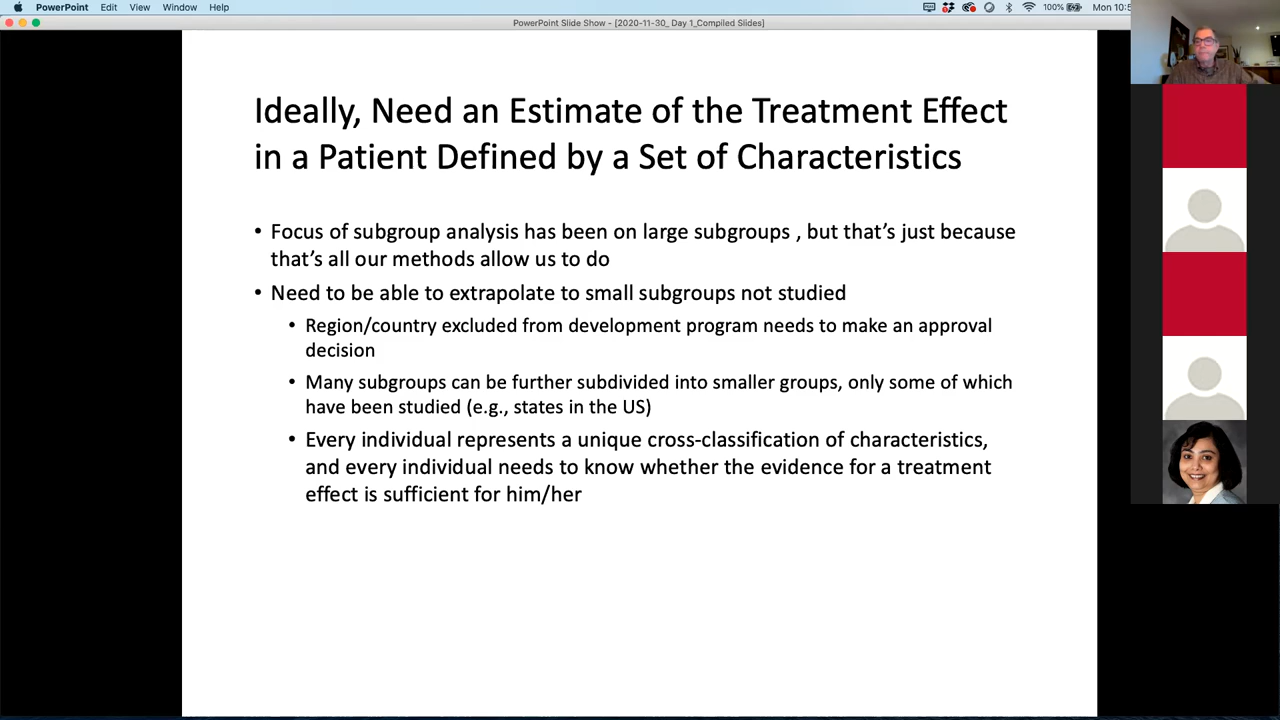 PowerPoint Edit View Window Help 100% Mon 10:5
PowerPoint Slide Show - [2020-11-30_ Day 1_Compiled Slides]
Ideally, Need an Estimate of the Treatment Effect
in a Patient Defined by a Set of Characteristics
• Focus of subgroup analysis has been on large subgroups , but that's just because
that's all our methods allow us to do
• Need to be able to extrapolate to small subgroups not studied
• Region/country excluded from development program needs to make an approval
decision
• Many subgroups can be further subdivided into smaller groups, only some of which
have been studied (e.g., states in the US)
• Every individual represents a unique cross-classification of characteristics,
and every individual needs to know whether the evidence for a treatment
effect is sufficient for him/her